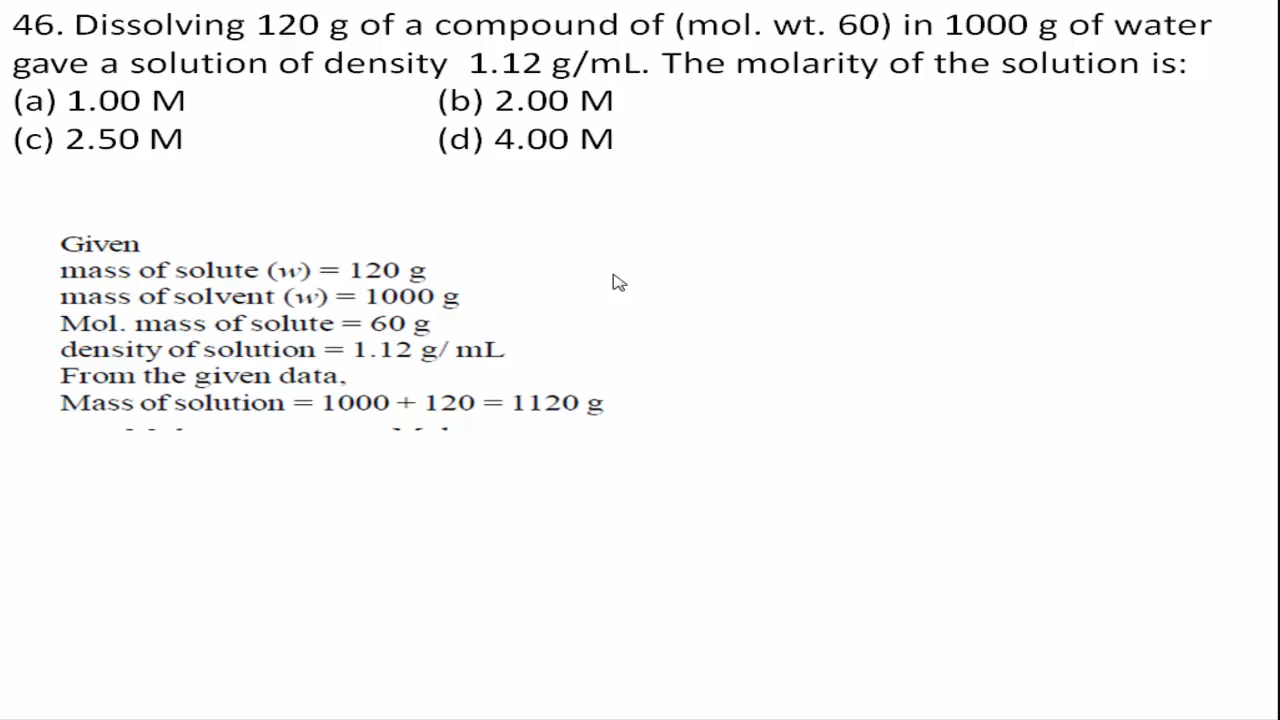 46. Dissolving 120 g of a compound of (mol. wt. 60) in 1000 g of water
gave a solution of density 1.12 g/mL. The molarity of the solution is:
(a) 1.00 M (b) 2.00 M
(c) 2.50 M (d) 4.00 M
Given
mass of solute (w) = 120 g
mass of solvent (w) = 1000 g
Mol. mass of solute = 60 g
density of solution = 1.12 g/ mL
From the given data,
Mass of solution = 1000 + 120 = 1120 g